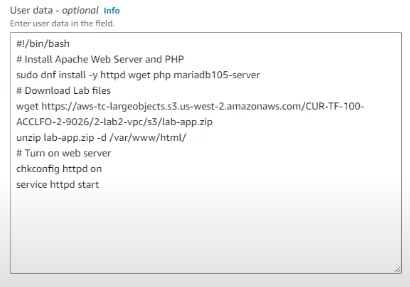 User data - optional Info
Enter user data in the field.
#!/bin/bash
# Install Apache Web Server and PHP
sudo dnf install -y httpd wget php mariadb105-server
# Download Lab files
wget https://aws-tc-largeobjects.s3.us-west-2.amazonaws.com/CUR-TF-100-
ACCLFO-2-9026/2-lab2-vpc/s3/lab-app.zip
unzip lab-app.zip -d /var/www/html/
# Turn on web server
chkconfig httpd on
service httpd start